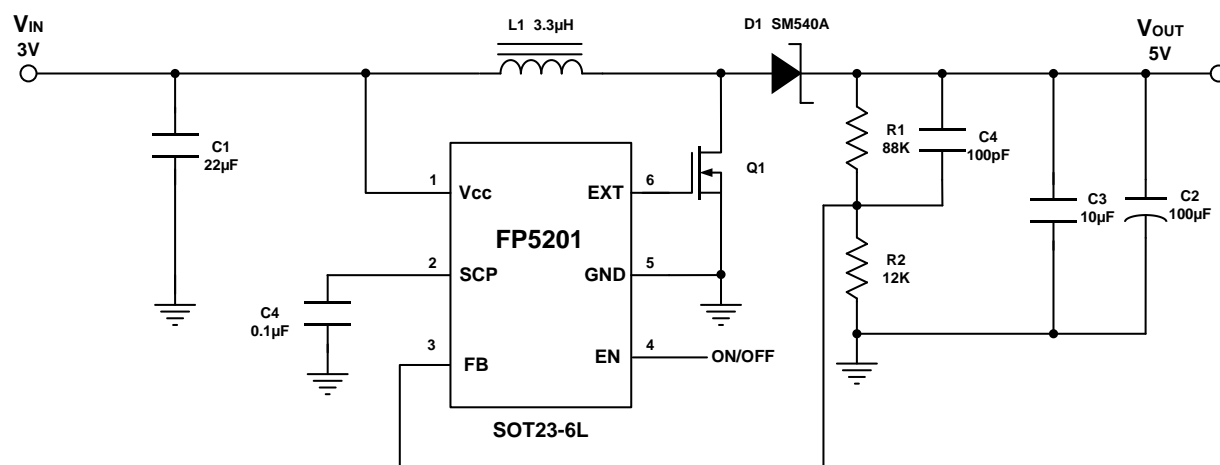 VIN
3V
L1 3.3µH
D1 SM540A
VOUT
5V
C1
22µF
R1
88K
C4
100pF
1
Vcc
EXT
6
Q1
FP5201
C3
10µF
C2
100µF
2
SCP
GND
5
R2
12K
C4
0.1µF
3
FB
EN
4
ON/OFF
SOT23-6L